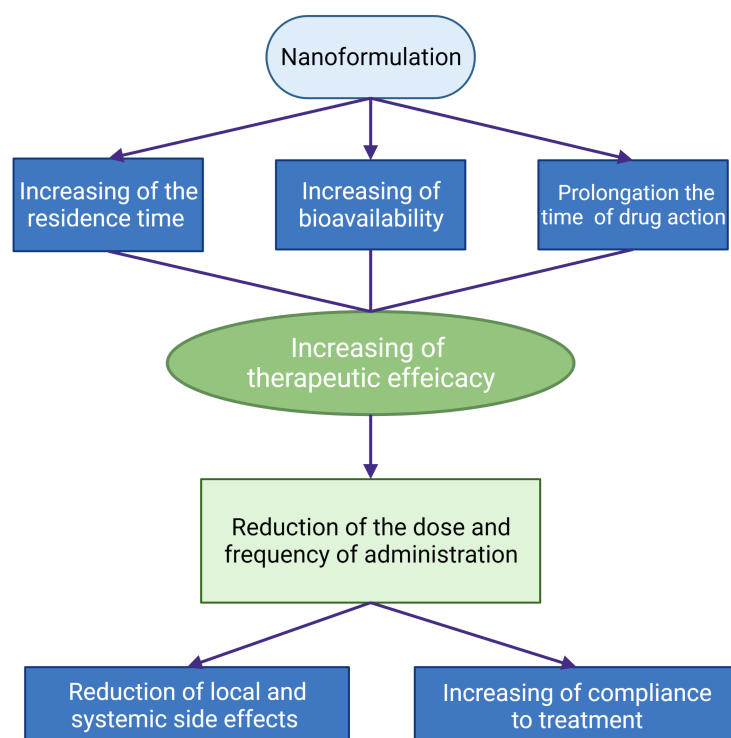 Nanoformulation
Increasing of the
residence time
Increasing of
bioavailability
Prolongation the
time of drug action
Increasing of
therapeutic effeicacy
Reduction of the dose and
frequency of administration
Reduction of local and
systemic side effects
Increasing of compliance
to treatment